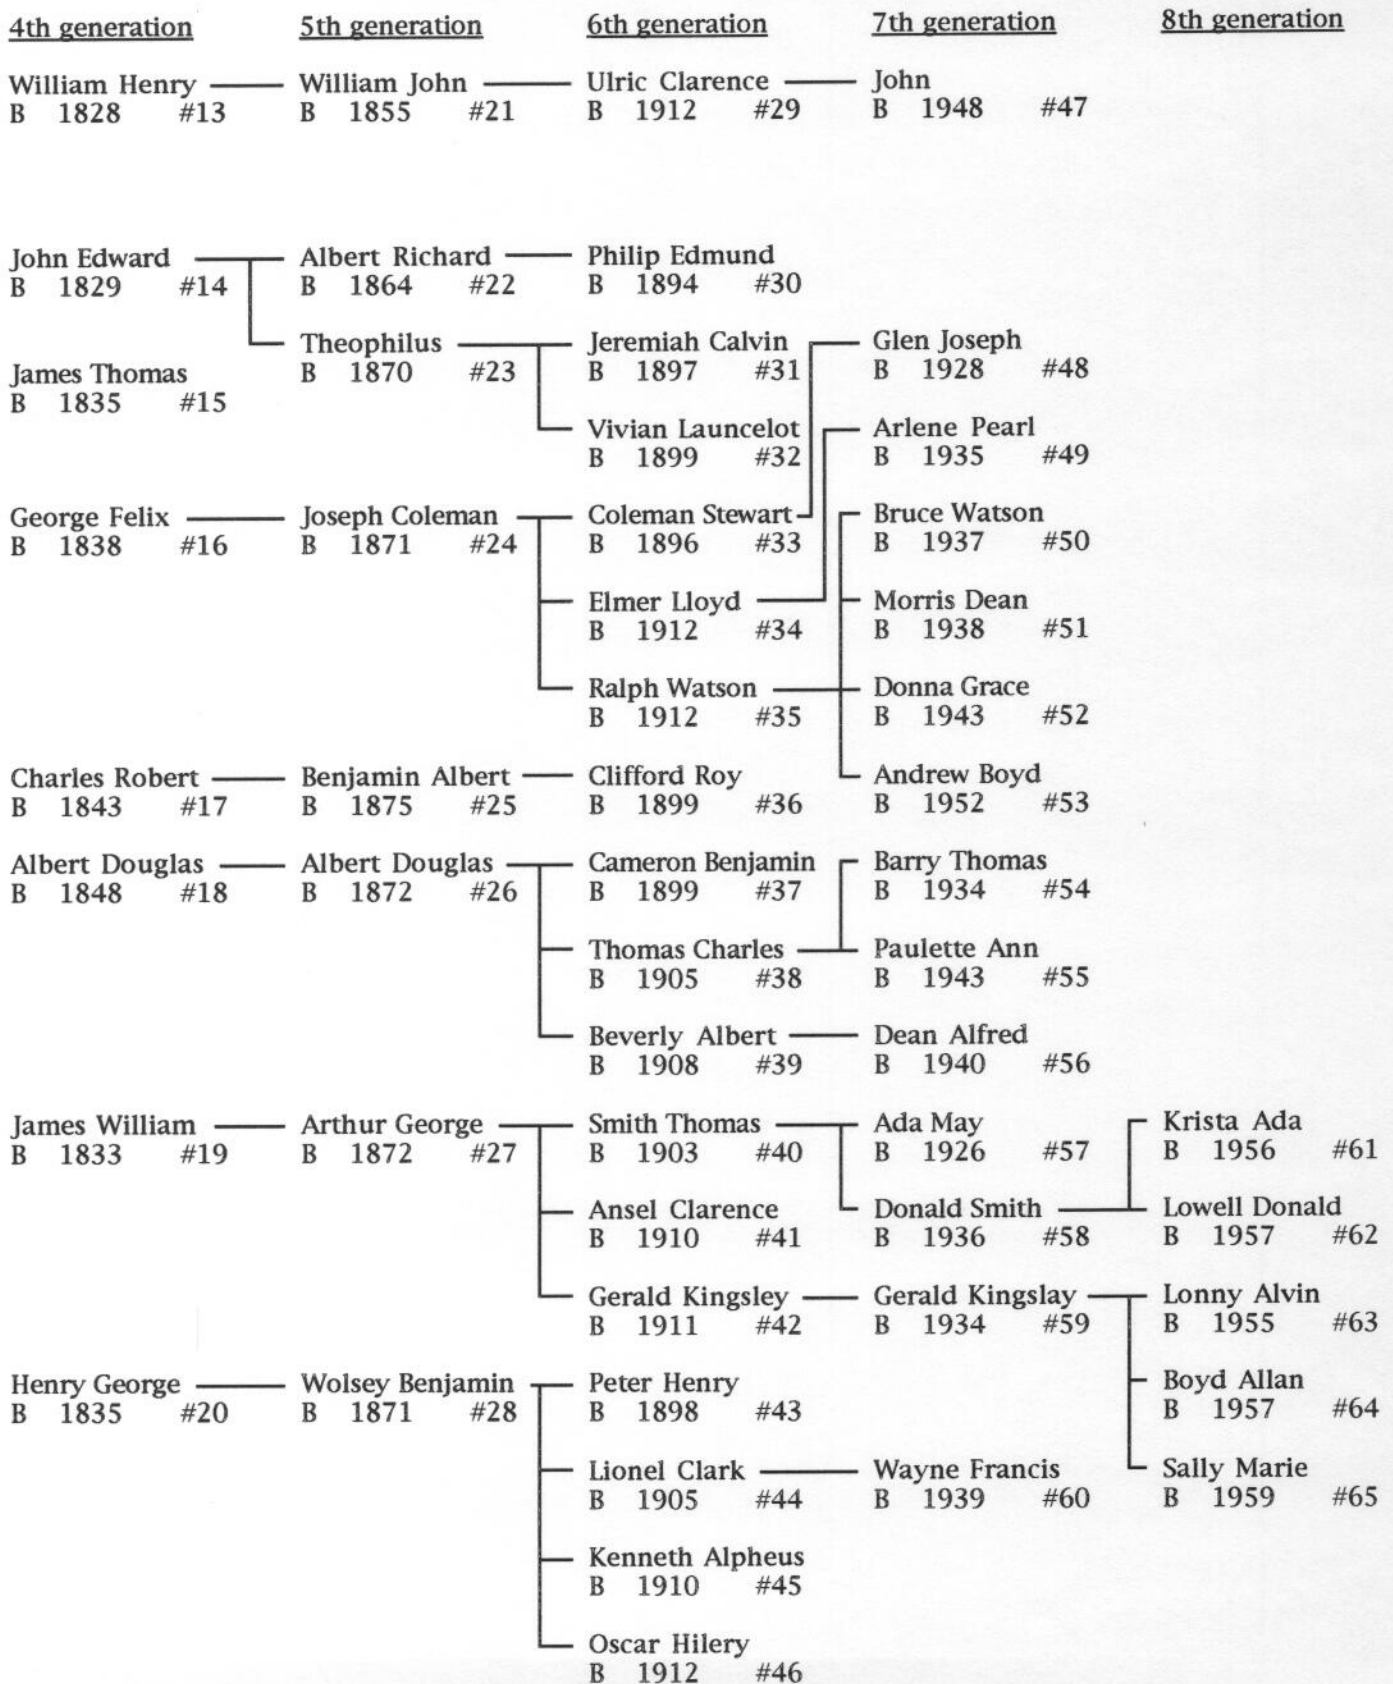 4th generation 5th generation 6th generation 7th generation 8th generation
William Henry William John Ulric Clarence John
B 1828 #13 B 1855 #21 B 1912 #29 B 1948 #47
John Edward Albert Richard Philip Edmund
B 1829 #14 B 1864 #22 B 1894 #30
Theophilus Jeremiah Calvin Glen Joseph
B 1870 #23 B 1897 #31 B 1928 #48
James Thomas
B 1835 #15
Vivian Launcelot Arlene Pearl
B 1899 #32 B 1935 #49
George Felix Joseph Coleman Coleman Stewart Bruce Watson
B 1838 #16 B 1871 #24 B 1896 #33 B 1937 #50
Elmer Lloyd Morris Dean
B 1912 #34 B 1938 #51
Ralph Watson Donna Grace
B 1912 #35 B 1943 #52
Charles Robert Benjamin Albert Clifford Roy Andrew Boyd
B 1843 #17 B 1875 #25 B 1899 #36 B 1952 #53
Albert Douglas Albert Douglas Cameron Benjamin Barry Thomas
B 1848 #18 B 1872 #26 B 1899 #37 B 1934 #54
Thomas Charles Paulette Ann
B 1905 #38 B 1943 #55
Beverly Albert Dean Alfred
B 1908 #39 B 1940 #56
James William Arthur George Smith Thomas Ada May Krista Ada
B 1833 #19 B 1872 #27 B 1903 #40 B 1926 #57 B 1956 #61
Ansel Clarence Donald Smith Lowell Donald
B 1910 #41 B 1936 #58 B 1957 #62
Gerald Kingsley Gerald Kingslay Lonny Alvin
B 1911 #42 B 1934 #59 B 1955 #63
Henry George Wolsey Benjamin Peter Henry Boyd Allan
B 1835 #20 B 1871 #28 B 1898 #43 B 1957 #64
Lionel Clark Wayne Francis Sally Marie
B 1905 #44 B 1939 #60 B 1959 #65
Kenneth Alpheus
B 1910 #45
Oscar Hilery
B 1912 #46